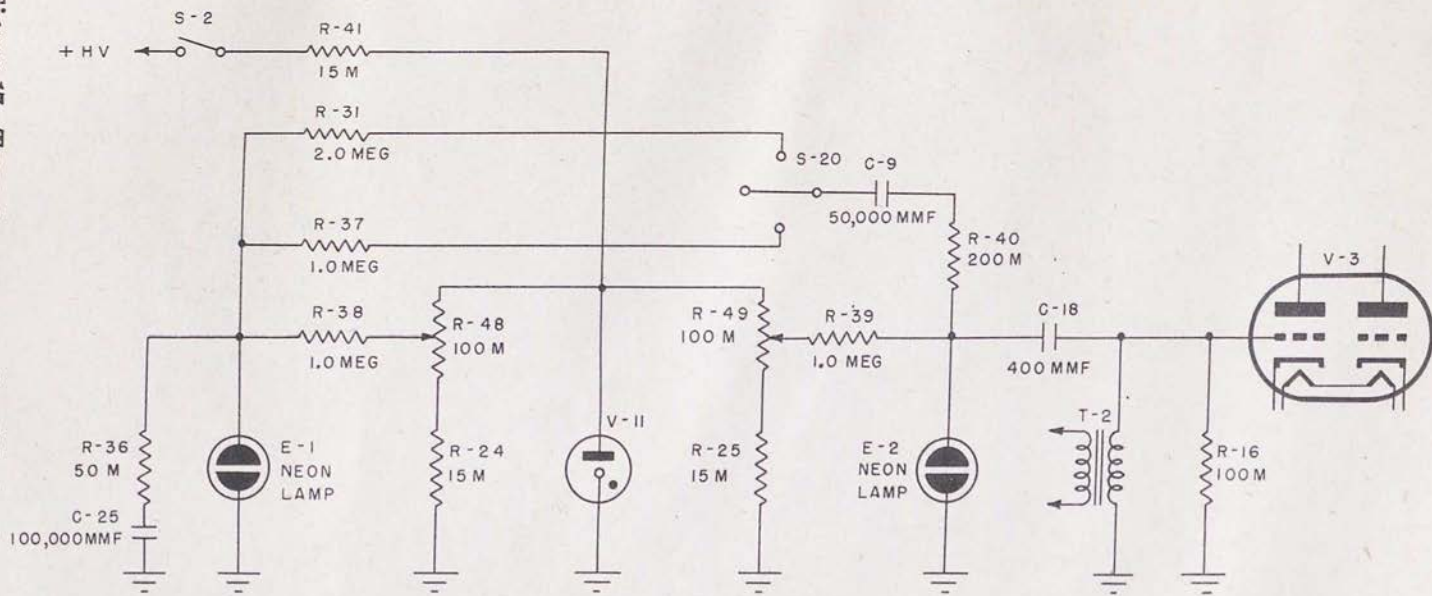 S-2
+ HV
R-41
15 M
R-31
2.0 MEG
S-20
C-9
50,000 MMF
R-37
1.0 MEG
R-40
200 M
V-3
R-38
1.0 MEG
R-48
100 M
R-49
100 M
R-39
1.0 MEG
C-18
400 MMF
R-36
50 M
E-1
NEON
LAMP
R-24
15 M
V-11
R-25
15 M
E-2
NEON
LAMP
T-2
R-16
100 M
C-25
100,000MMF